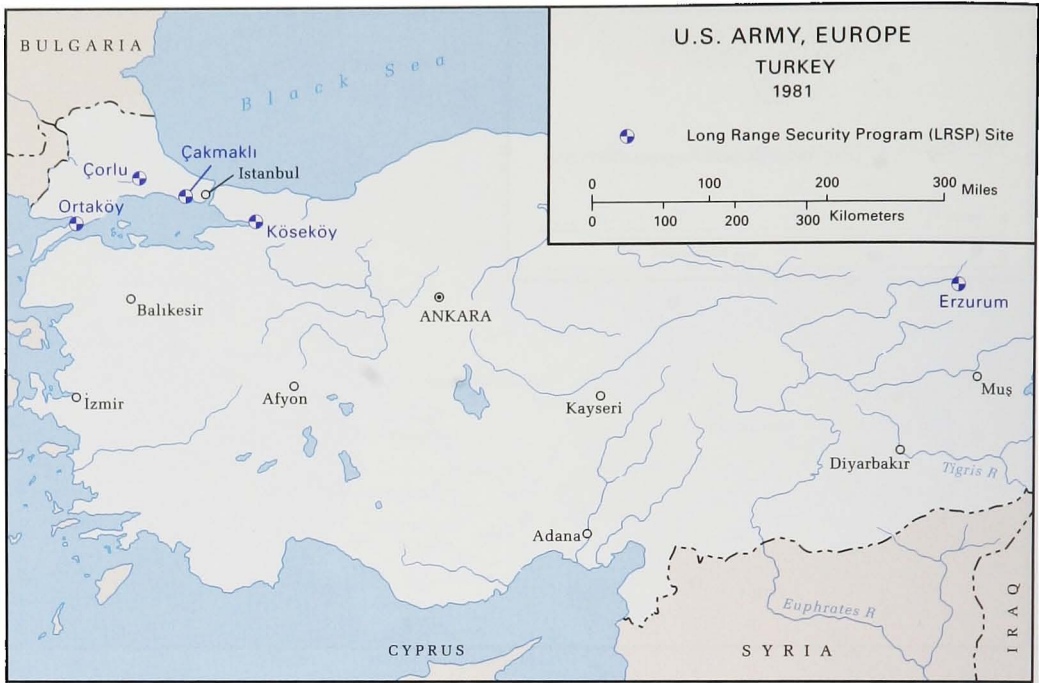 BULGARIA
Black Sea
U.S. ARMY, EUROPE
TURKEY
1981
Long Range Security Program (LRSP) Site
0 100 200 300 Miles
0 100 200 300 Kilometers
Çakmaklı
Çorlu
Istanbul
Ortaköy
Köseköy
Erzurum
Balıkesir
ANKARA
Muş
İzmir
Afyon
Kayseri
Diyarbakır
Tigris R
Adana
Euphrates R
IRAQ
CYPRUS
SYRIA